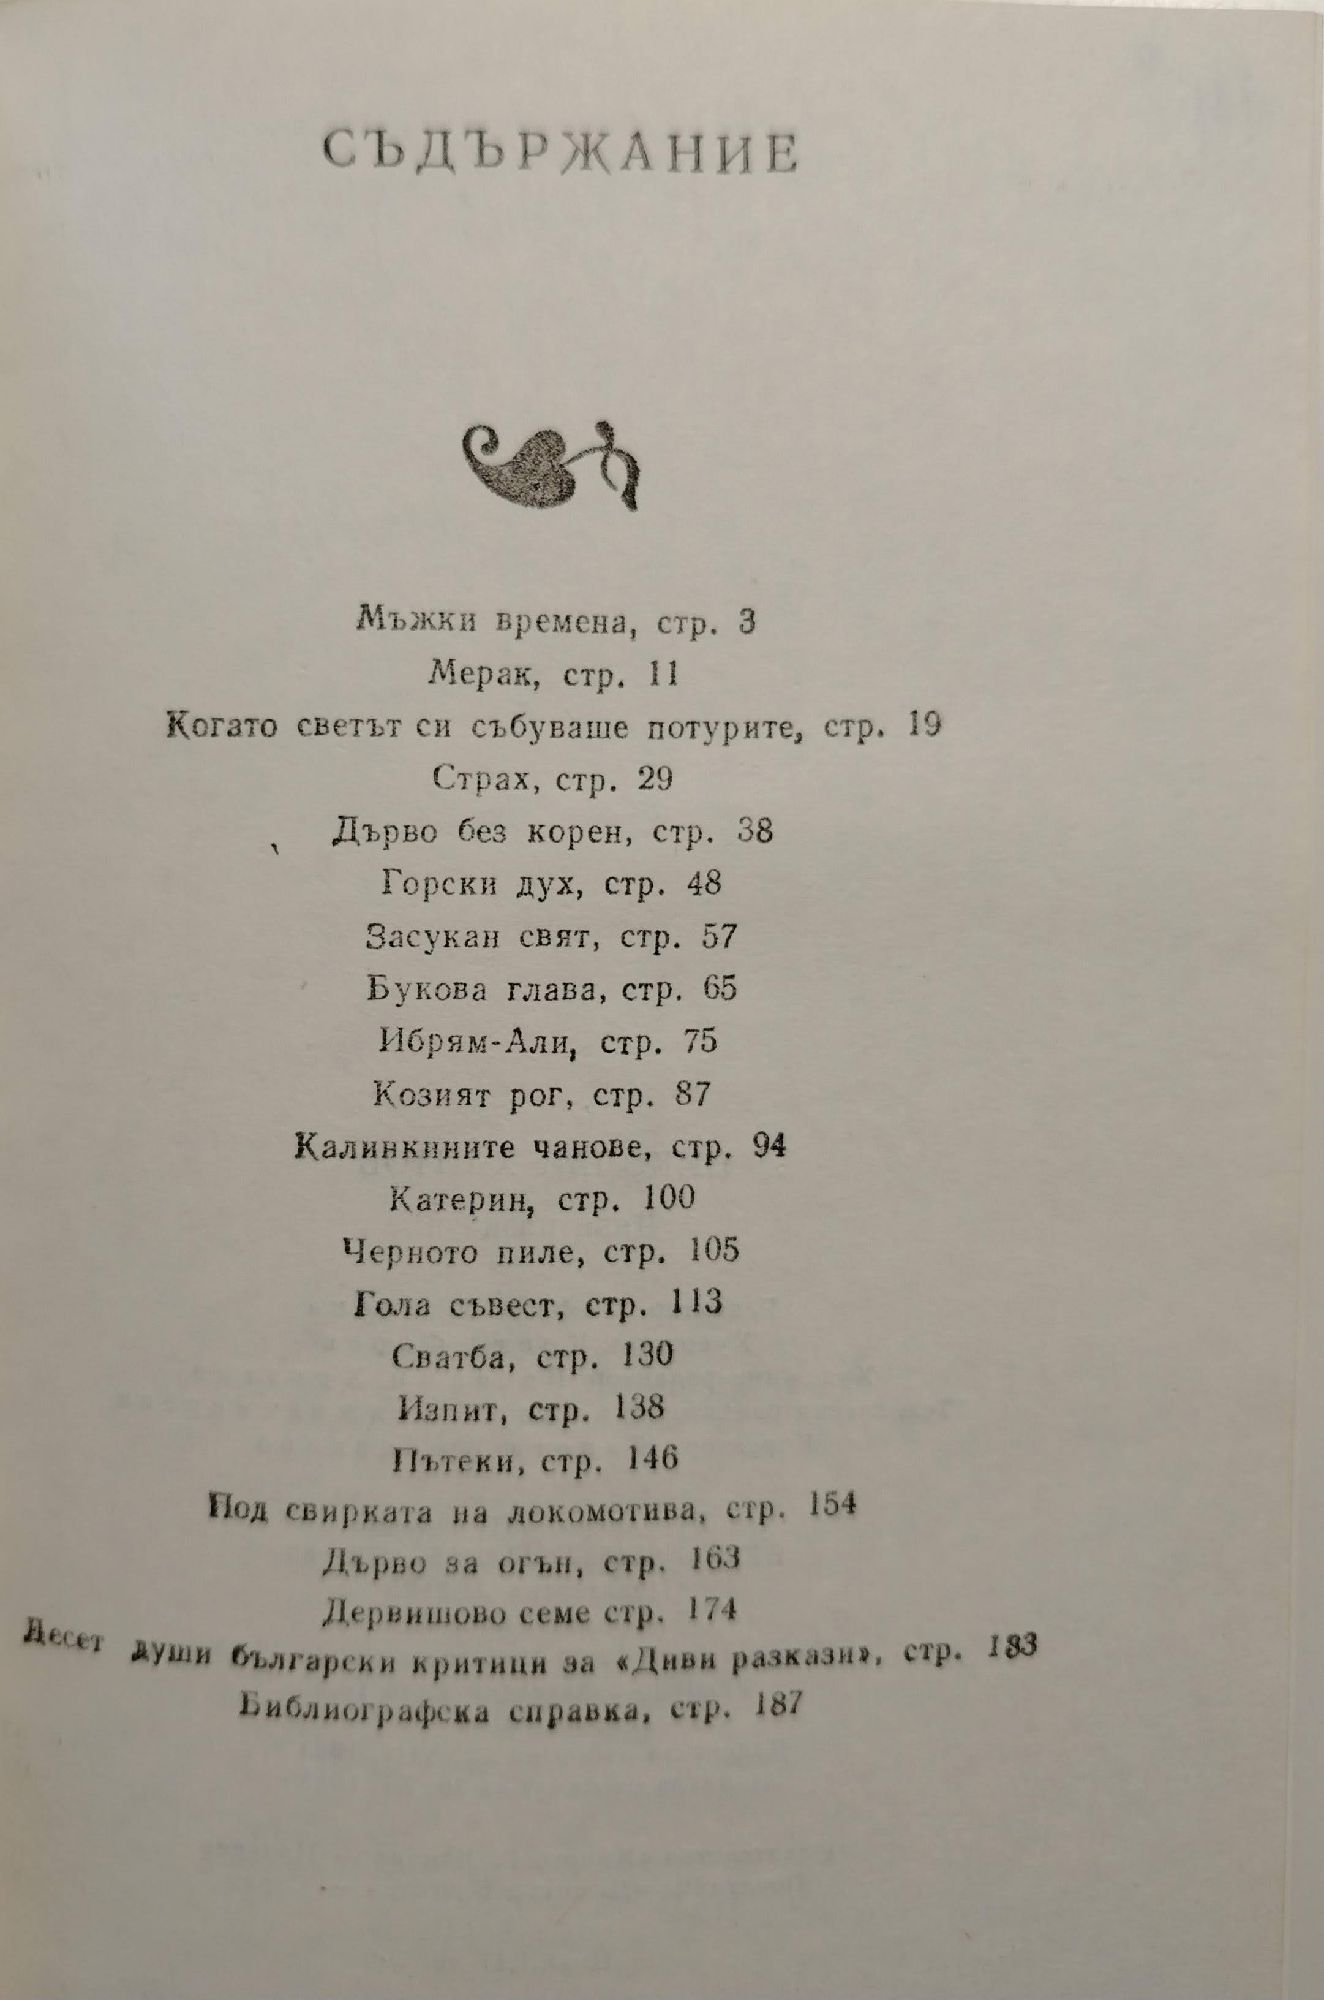 СЪДЪРЖАНИЕ
Мъжки времена, стр. 3
Мерак, стр. 11
Когато светът си събуваше потурите, стр. 19
Страх, стр. 29
Дърво без корен, стр. 38
Горски дух, стр. 48
Засукан свят, стр. 57
Букова глава, стр. 65
Ибрям-Али, стр. 75
Козият рог, стр. 87
Калинкините чанове, стр. 94
Катерин, стр. 100
Черното пиле, стр. 105
Гола съвест, стр. 113
Сватба, стр. 130
Изпит, стр. 138
Пътеки, стр. 146
Под свирката на локомотива, стр. 154
Дърво за огън, стр. 163
Дервишово семе стр. 174
Десет души български критици за «Диви разкази», стр. 183
Библиографска справка, стр. 187